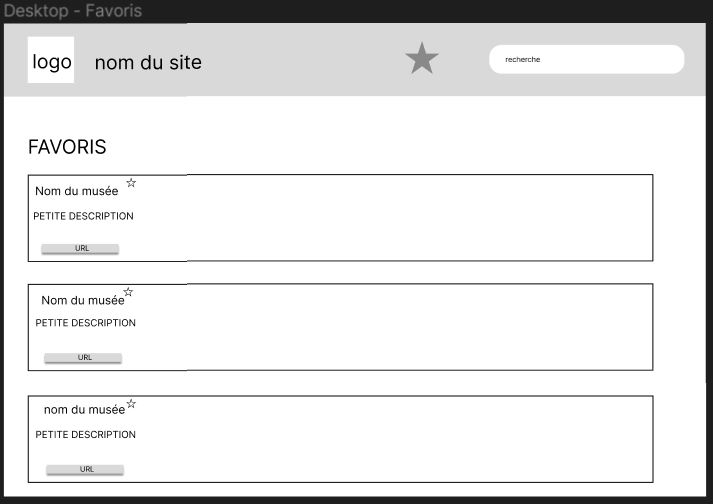 Desktop - Favoris
logo
nom du site
recherche
FAVORIS
Nom du musée
PETITE DESCRIPTION
URL
Nom du musée
PETITE DESCRIPTION
URL
nom du musée
PETITE DESCRIPTION
URL